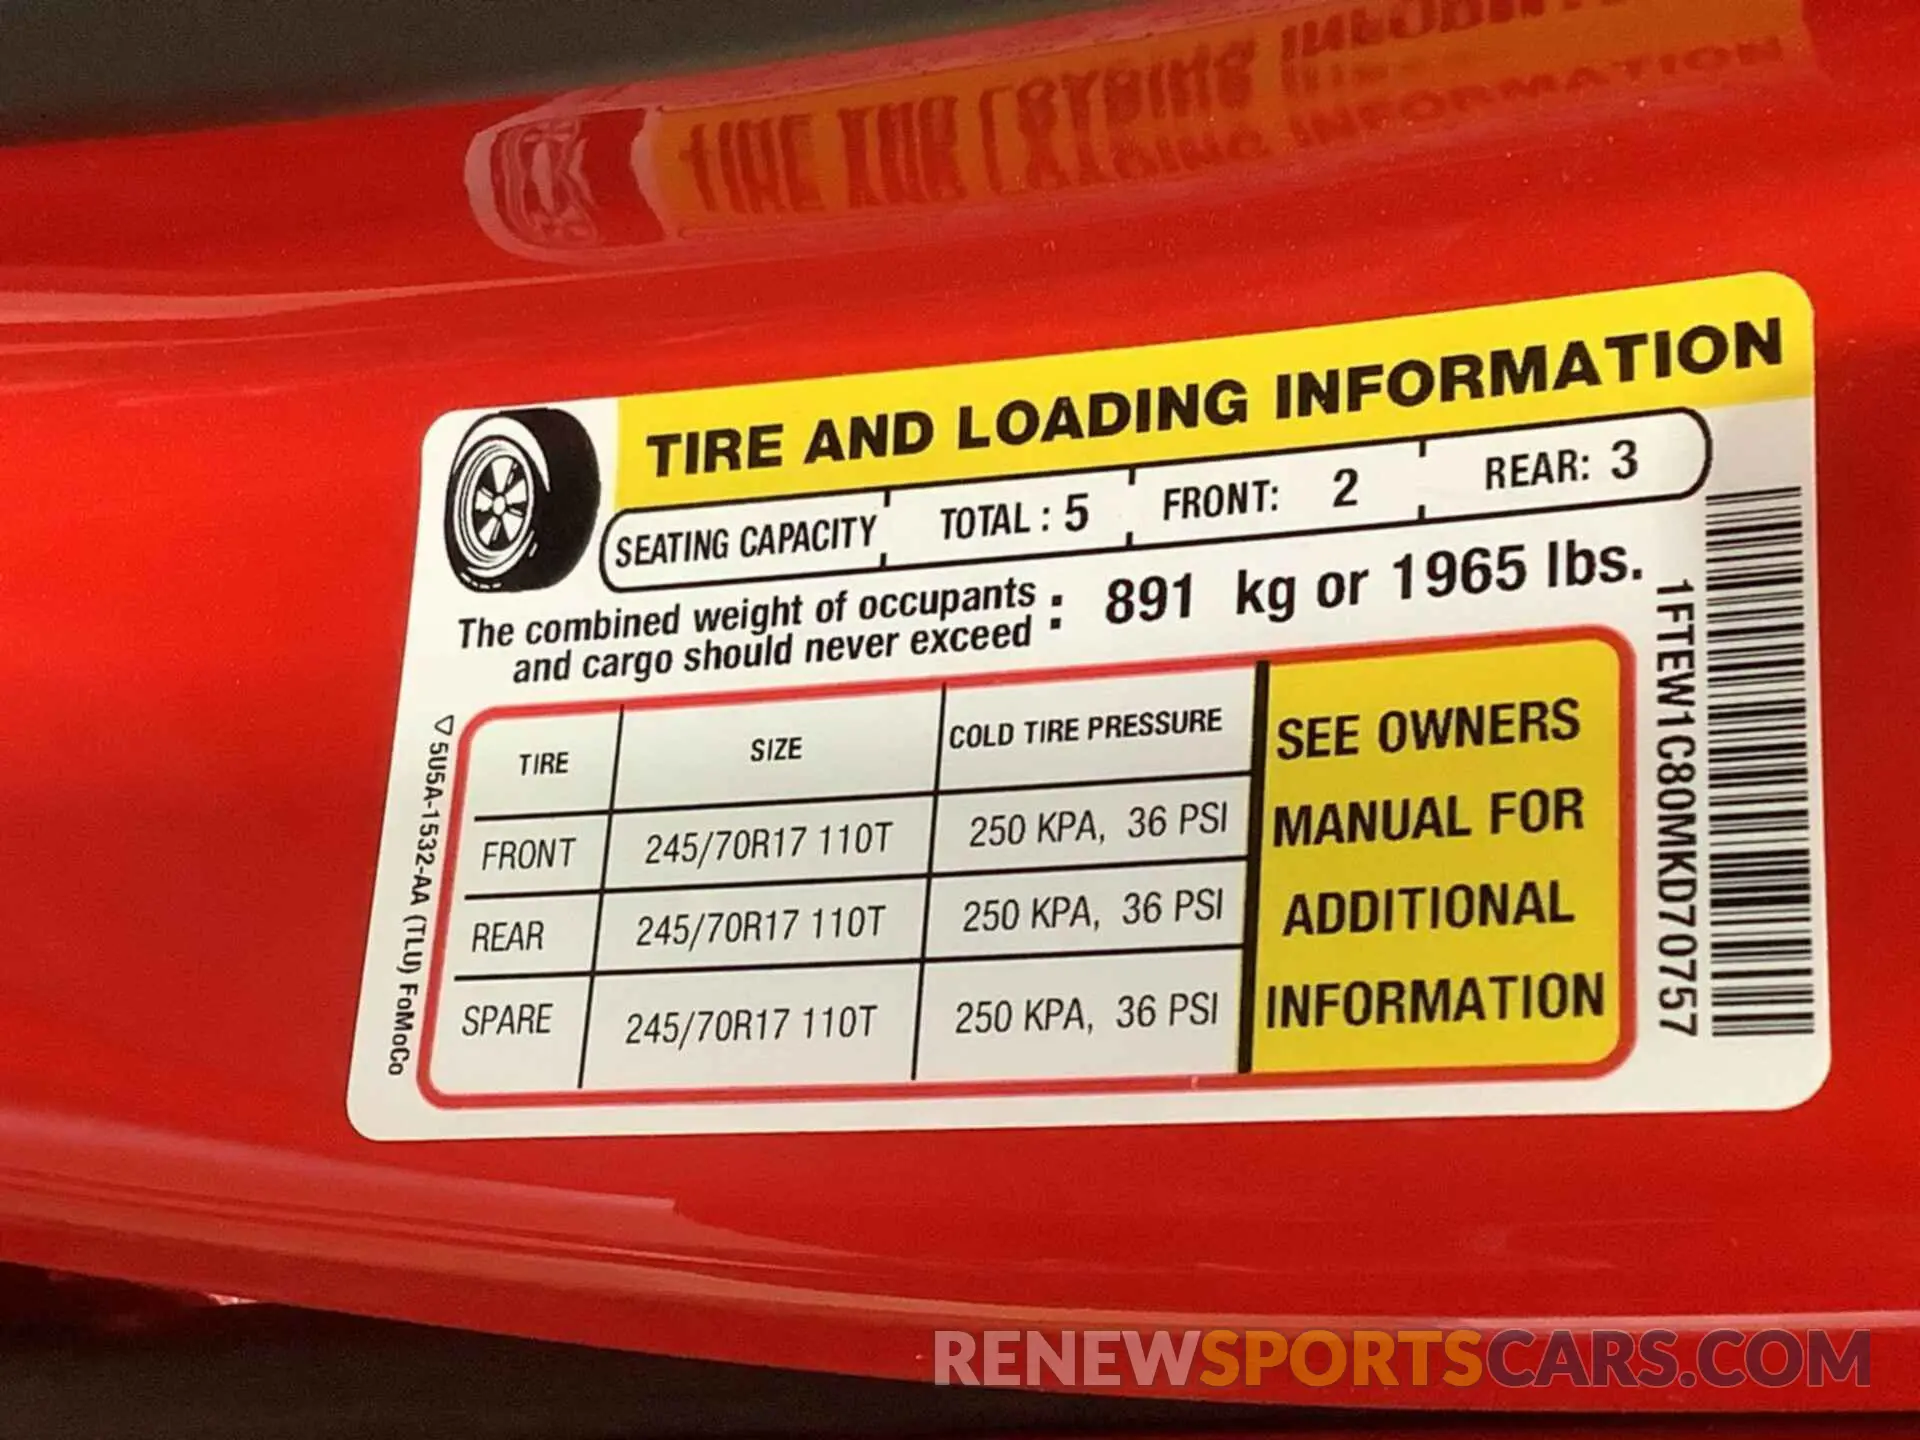 TIRE AND LOADING INFORMATION
SEATING CAPACITY TOTAL : 5 FRONT: 2 REAR: 3
The combined weight of occupants
and cargo should never exceed : 891 kg or 1965 lbs.
TIRE SIZE COLD TIRE PRESSURE
FRONT 245/70R17 110T 250 KPA, 36 PSI
REAR 245/70R17 110T 250 KPA, 36 PSI
SPARE 245/70R17 110T 250 KPA, 36 PSI
SEE OWNERS
MANUAL FOR
ADDITIONAL
INFORMATION
5U5A-1532-AA (TLU) FoMoCo
1FTEW1C80MKD70757
RENEWSPORTSCARS.COM